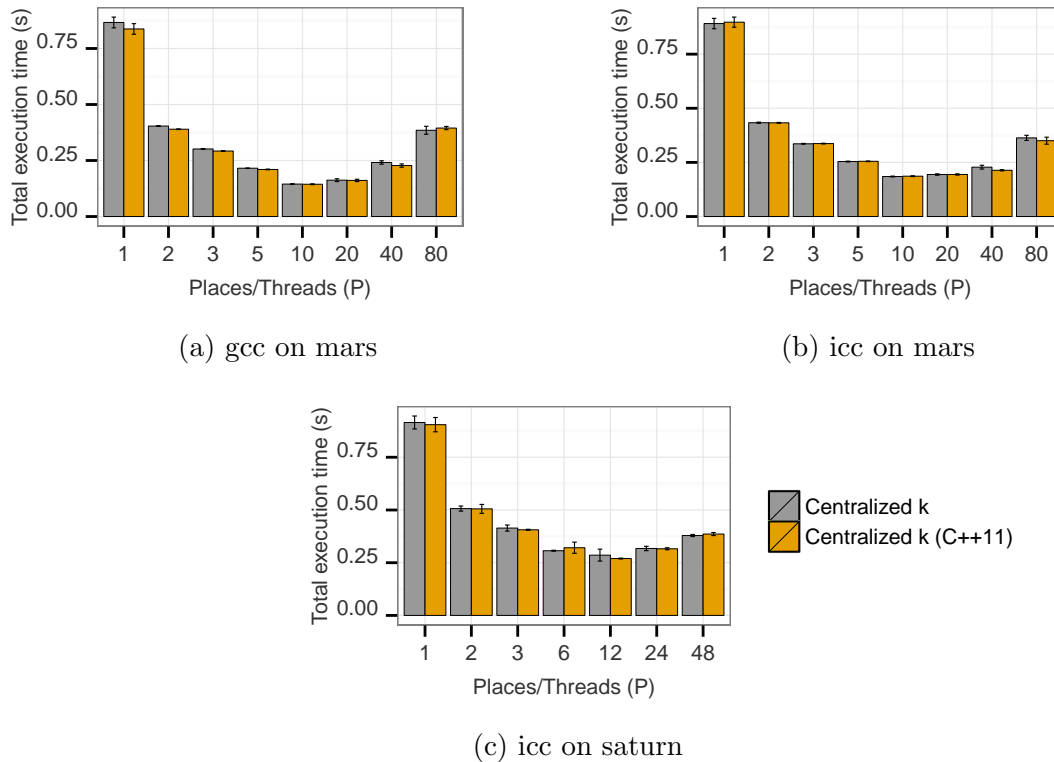 Total execution time (s)
0.75
0.50
0.25
0.00
1 2 3 5 10 20 40 80
Places/Threads (P)
(a) gcc on mars
Total execution time (s)
0.75
0.50
0.25
0.00
1 2 3 5 10 20 40 80
Places/Threads (P)
(b) icc on mars
Total execution time (s)
0.75
0.50
0.25
0.00
1 2 3 6 12 24 48
Places/Threads (P)
Centralized k
Centralized k (C++11)
(c) icc on saturn